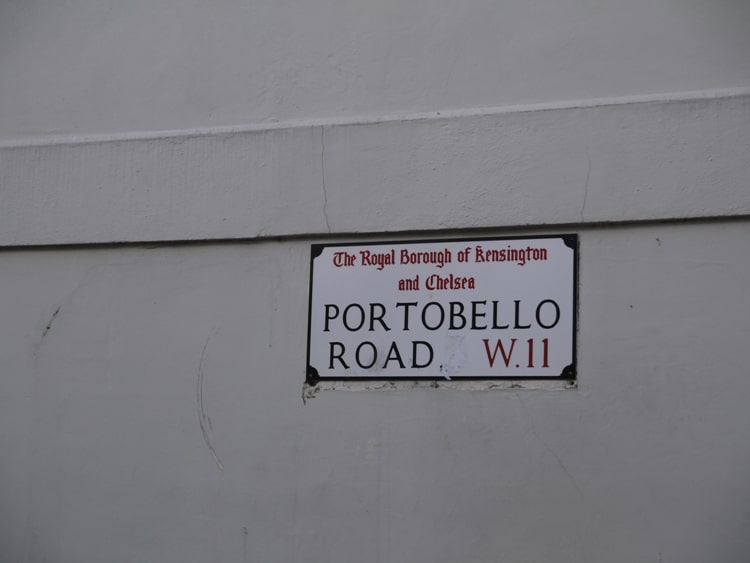 The Royal Borough of Kensington
and Chelsea
PORTOBELLO
ROAD W.11